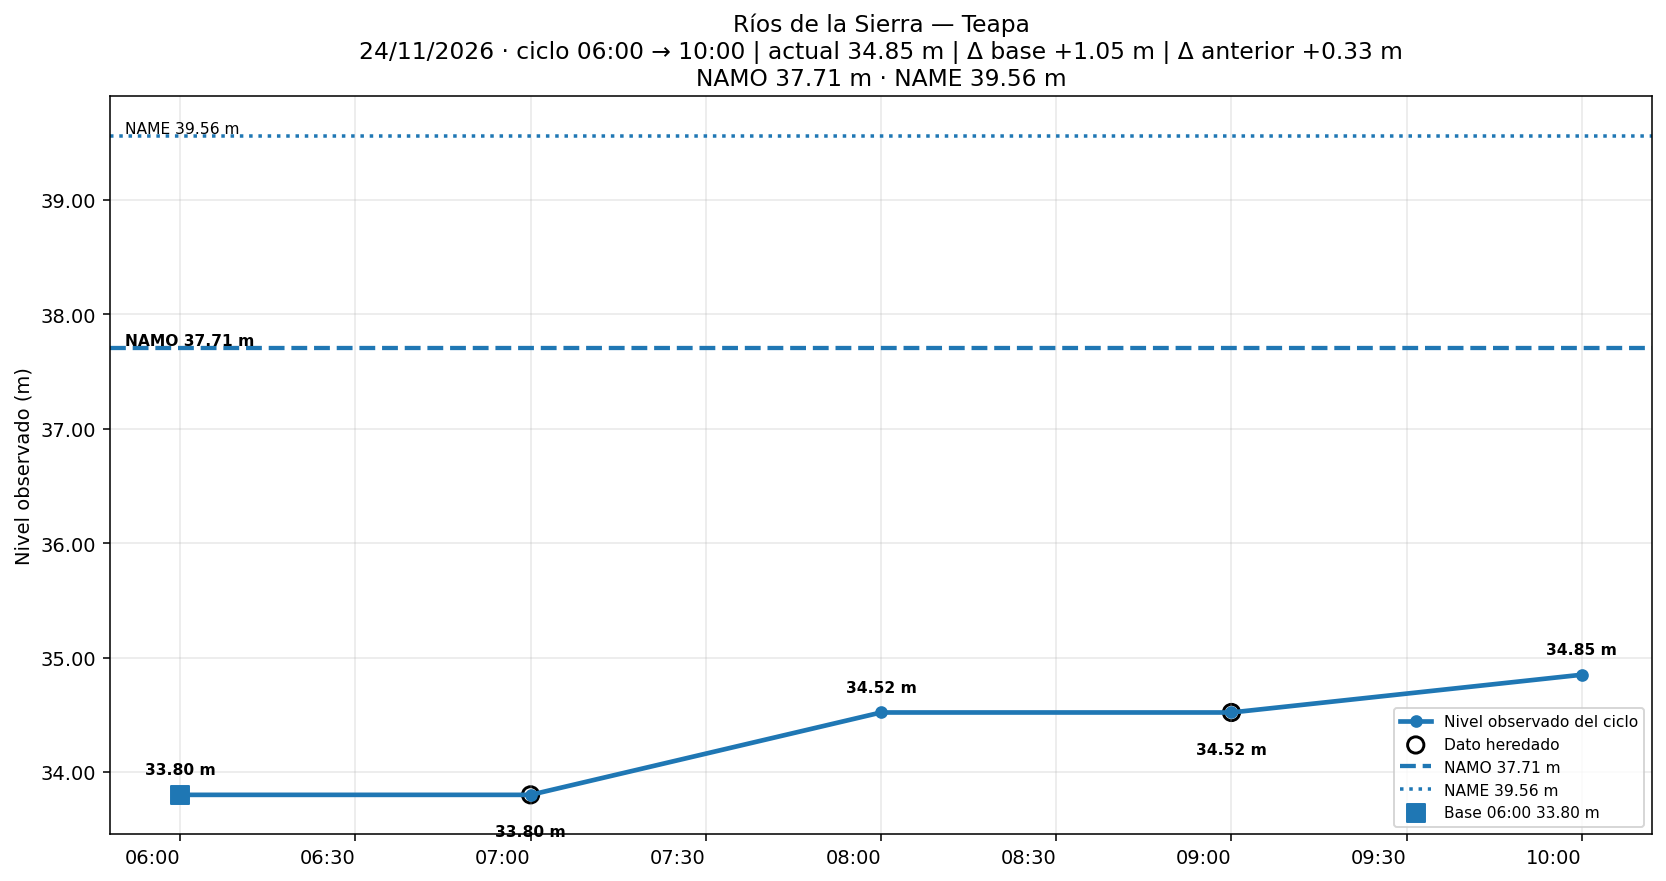 Ríos de la Sierra — Teapa
24/11/2026 · ciclo 06:00 → 10:00 | actual 34.85 m | Δ base +1.05 m | Δ anterior +0.33 m
NAMO 37.71 m · NAME 39.56 m
NAME 39.56 m
39.00
38.00
NAMO 37.71 m
37.00
Nivel observado (m)
36.00
35.00
34.85 m
34.52 m
34.52 m
34.00
33.80 m
33.80 m
Nivel observado del ciclo
Dato heredado
NAMO 37.71 m
NAME 39.56 m
Base 06:00 33.80 m
06:00 06:30 07:00 07:30 08:00 08:30 09:00 09:30 10:00